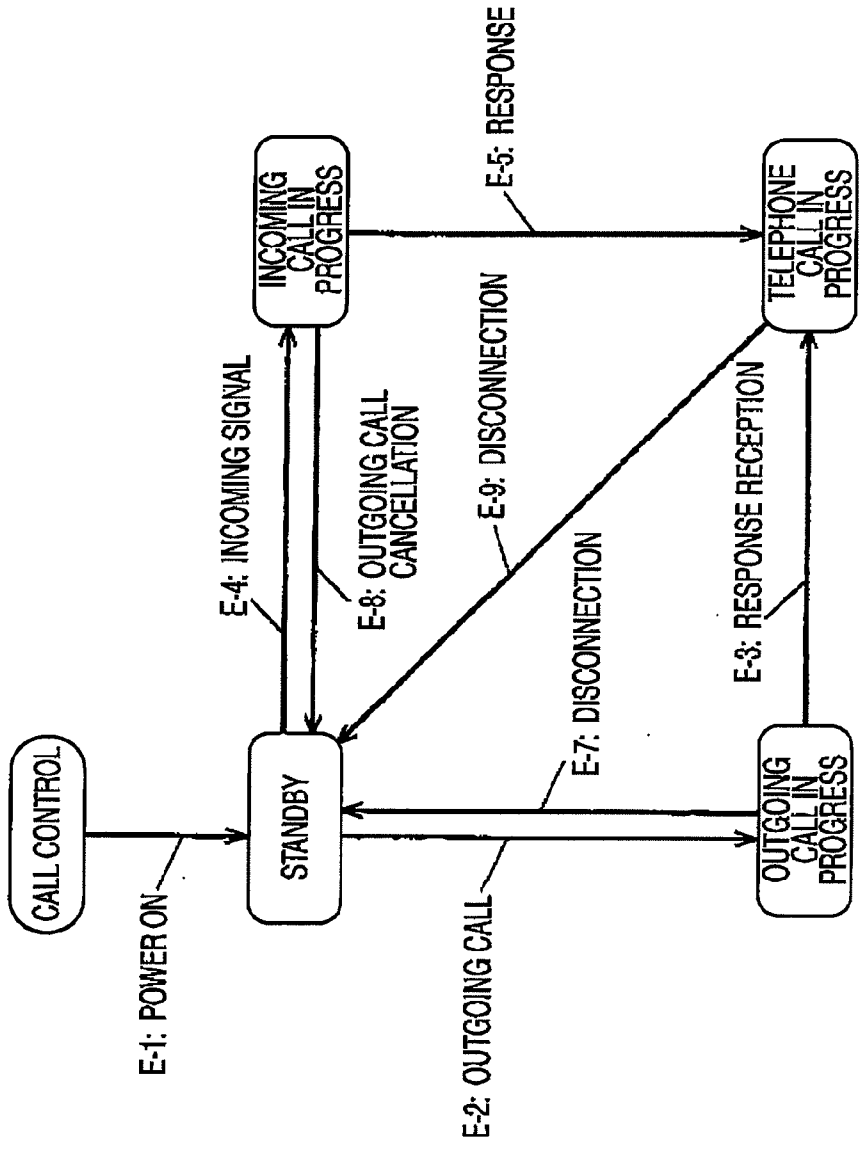 CALL CONTROL
E-1: POWER ON
STANDBY
E-4: INCOMING SIGNAL
E-8: OUTGOING CALL
CANCELLATION
INCOMING
CALL IN
PROGRESS
E-2: OUTGOING CALL
E-7: DISCONNECTION
E-9: DISCONNECTION
E-5: RESPONSE
OUTGOING
CALL IN
PROGRESS
E-3: RESPONSE RECEPTION
TELEPHONE
CALL IN
PROGRESS